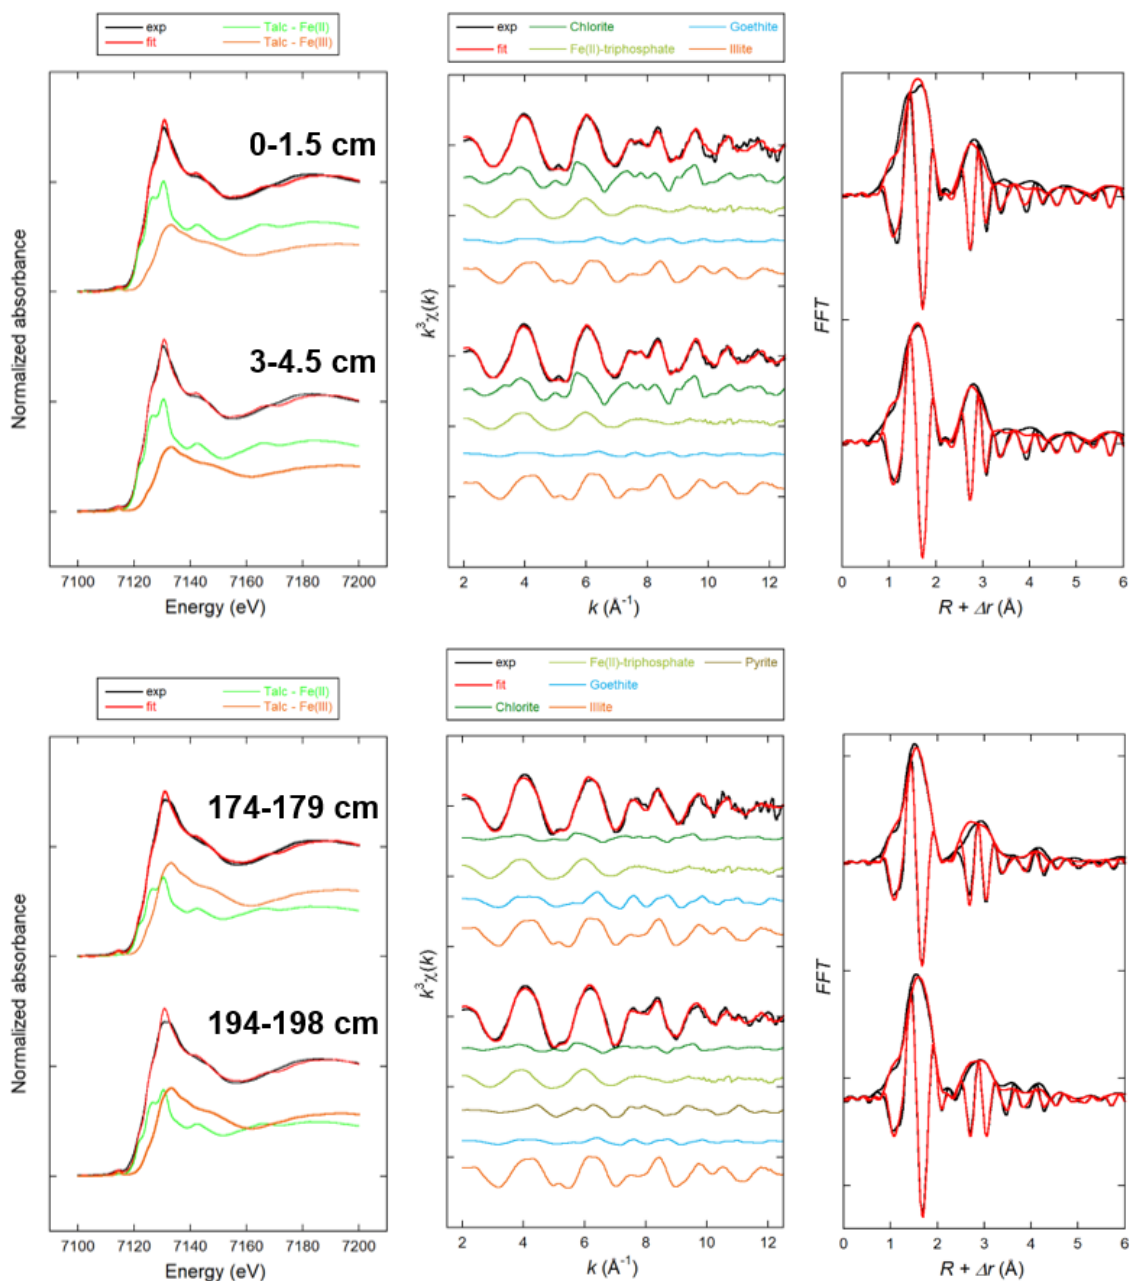 exp Talc - Fe(II)
fit Talc - Fe(III)
exp Chlorite Goethite
fit Fe(II)-triphosphate Illite
0-1.5 cm
3-4.5 cm
Normalized absorbance
7100 7120 7140 7160 7180 7200
Energy (eV)
k³χ(k)
2 4 6 8 10 12
k (Å⁻¹)
FFT
0 1 2 3 4 5 6
R + Δr (Å)
exp Talc - Fe(II)
fit Talc - Fe(III)
exp Fe(II)-triphosphate Pyrite
fit Goethite
Chlorite Illite
174-179 cm
194-198 cm
Normalized absorbance
7100 7120 7140 7160 7180 7200
Energy (eV)
k³χ(k)
2 4 6 8 10 12
k (Å⁻¹)
FFT
0 1 2 3 4 5 6
R + Δr (Å)